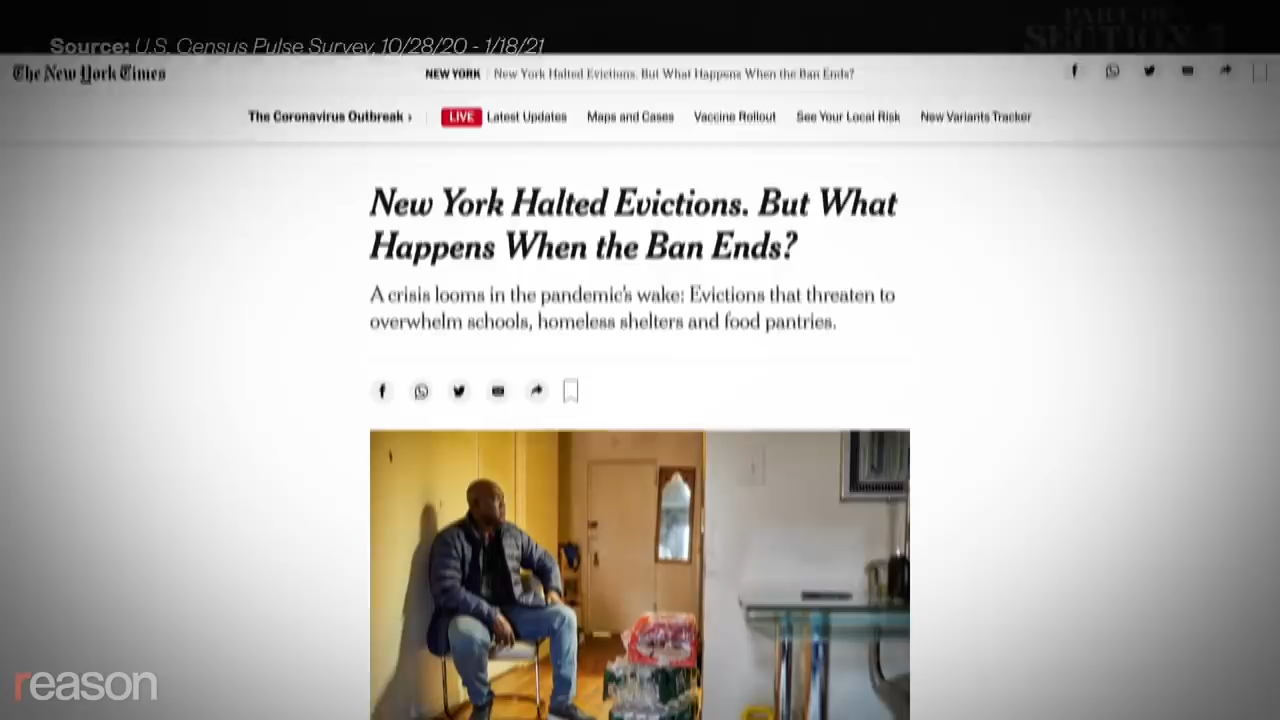 Source: U.S. Census Pulse Survey, 10/28/20 - 1/18/21
PART OF
SECTION
The New York Times
NEW YORK New York Halted Evictions. But What Happens When the Ban Ends?
The Coronavirus Outbreak ›
LIVE Latest Updates Maps and Cases Vaccine Rollout See Your Local Risk New Variants Tracker
New York Halted Evictions. But What
Happens When the Ban Ends?
A crisis looms in the pandemic's wake: Evictions that threaten to
overwhelm schools, homeless shelters and food pantries.
reason